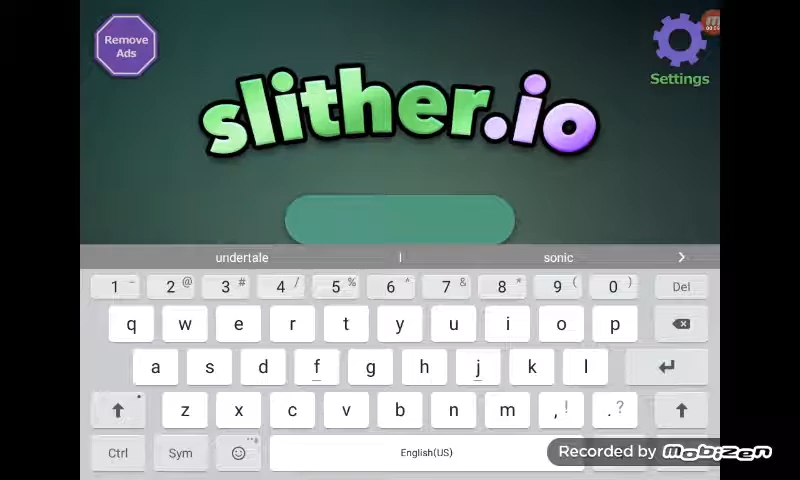 Remove
Ads
Settings
slither.io
undertale I sonic
1 - 2 @ 3 # 4 / 5 % 6 ^ 7 & 8 * 9 ( 0 ) Del
q w e r t y u i o p
a s d f g h j k l
z x c v b n m , ! . ?
Ctrl Sym English(US)
Recorded by Mobizen